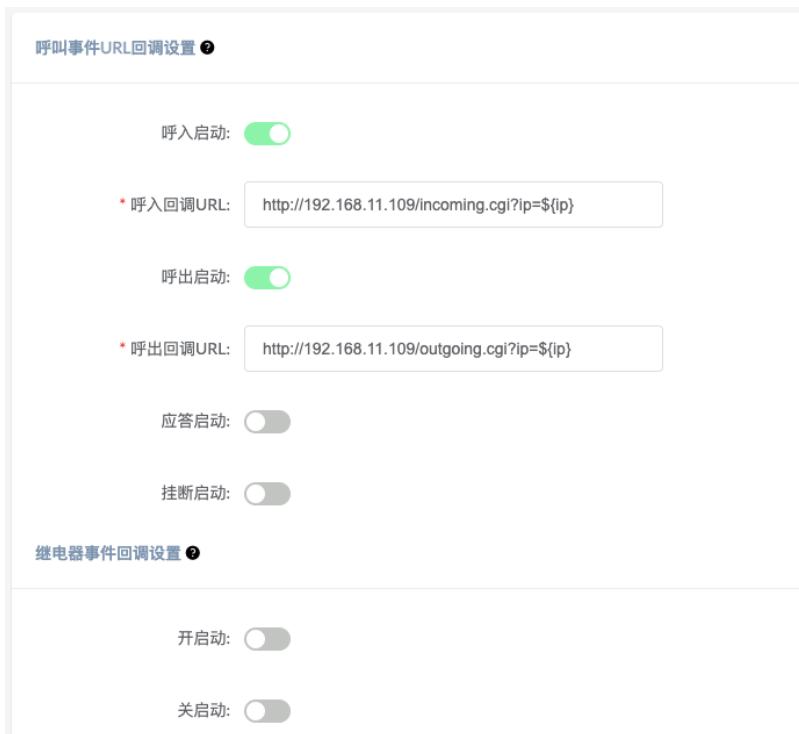 呼叫事件URL回调设置 ?
呼入启动:
* 呼入回调URL: http://192.168.11.109/incoming.cgi?ip=${ip}
呼出启动:
* 呼出回调URL: http://192.168.11.109/outgoing.cgi?ip=${ip}
应答启动:
挂断启动:
继电器事件回调设置 ?
开启动:
关启动: